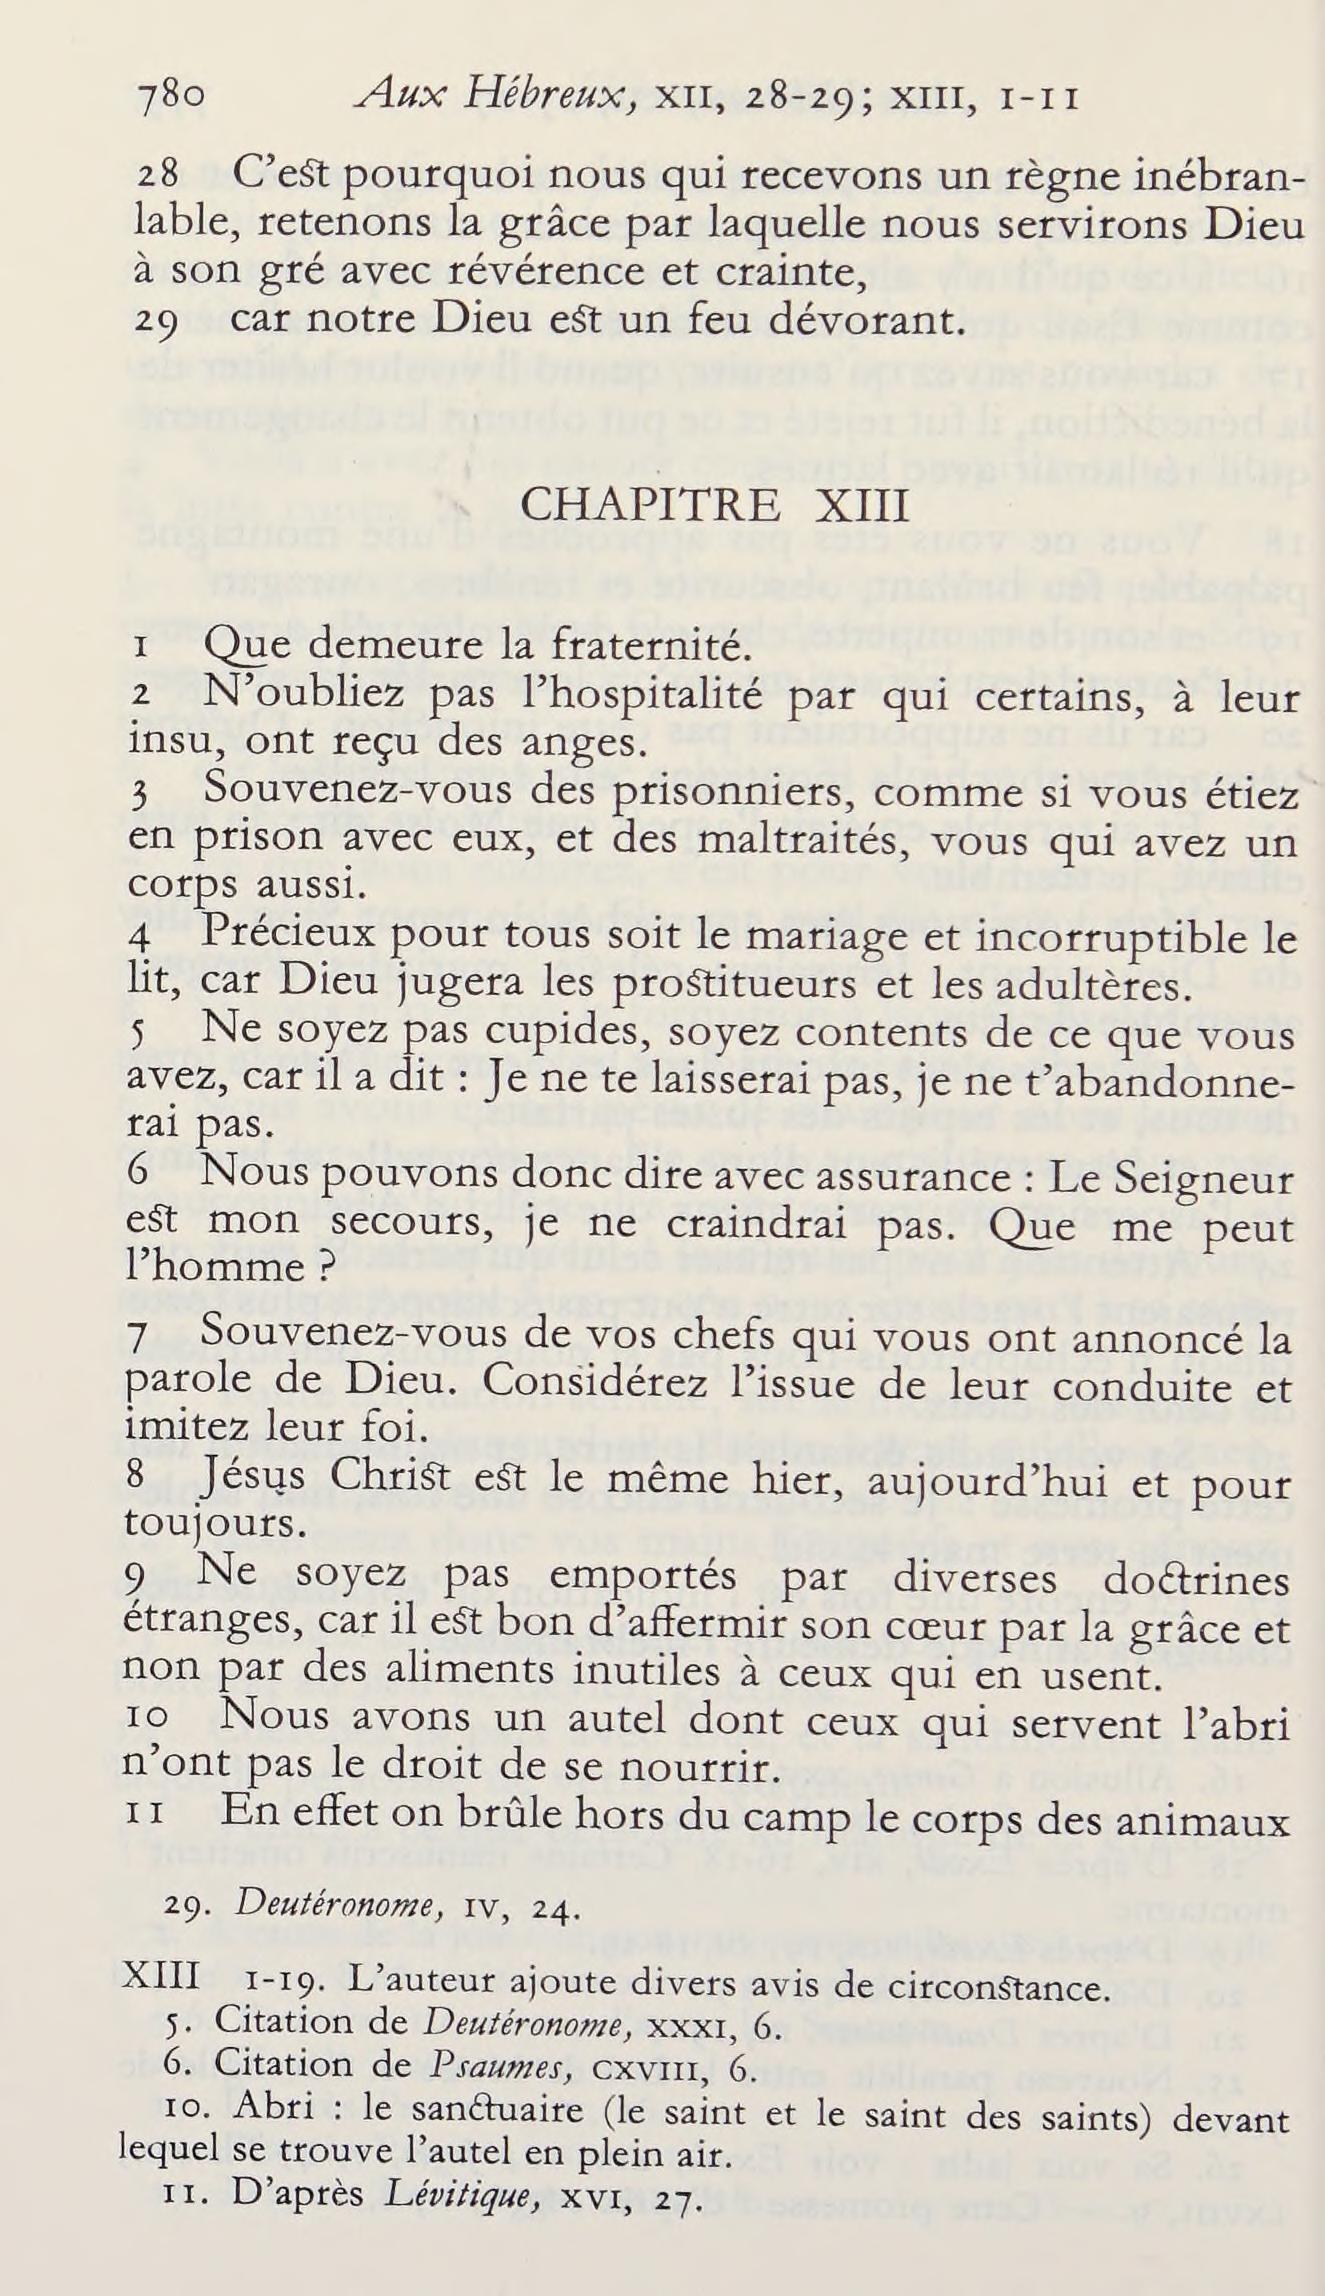 780 Aux Hébreux, XII, 28-29; XIII, 1-11
28 C'est pourquoi nous qui recevons un règne inébran-
lable, retenons la grâce par laquelle nous servirons Dieu
à son gré avec révérence et crainte,
29 car notre Dieu est un feu dévorant.
CHAPITRE XIII
1 Que demeure la fraternité.
2 N'oubliez pas l'hospitalité par qui certains, à leur
insu, ont reçu des anges.
3 Souvenez-vous des prisonniers, comme si vous étiez
en prison avec eux, et des maltraités, vous qui avez un
corps aussi.
4 Précieux pour tous soit le mariage et incorruptible le
lit, car Dieu jugera les prostitueurs et les adultères.
5 Ne soyez pas cupides, soyez contents de ce que vous
avez, car il a dit : Je ne te laisserai pas, je ne t'abandonne-
rai pas.
6 Nous pouvons donc dire avec assurance : Le Seigneur
est mon secours, je ne craindrai pas. Que me peut
l'homme ?
7 Souvenez-vous de vos chefs qui vous ont annoncé la
parole de Dieu. Considérez l'issue de leur conduite et
imitez leur foi.
8 Jésus Christ est le même hier, aujourd'hui et pour
toujours.
9 Ne soyez pas emportés par diverses doctrines
étranges, car il est bon d'affermir son cœur par la grâce et
non par des aliments inutiles à ceux qui en usent.
10 Nous avons un autel dont ceux qui servent l'abri
n'ont pas le droit de se nourrir.
11 En effet on brûle hors du camp le corps des animaux
29. Deutéronome, IV, 24.
XIII 1-19. L'auteur ajoute divers avis de circonstance.
5. Citation de Deutéronome, XXXI, 6.
6. Citation de Psaumes, CXVIII, 6.
10. Abri : le sanctuaire (le saint et le saint des saints) devant
lequel se trouve l'autel en plein air.
11. D'après Lévitique, XVI, 27.